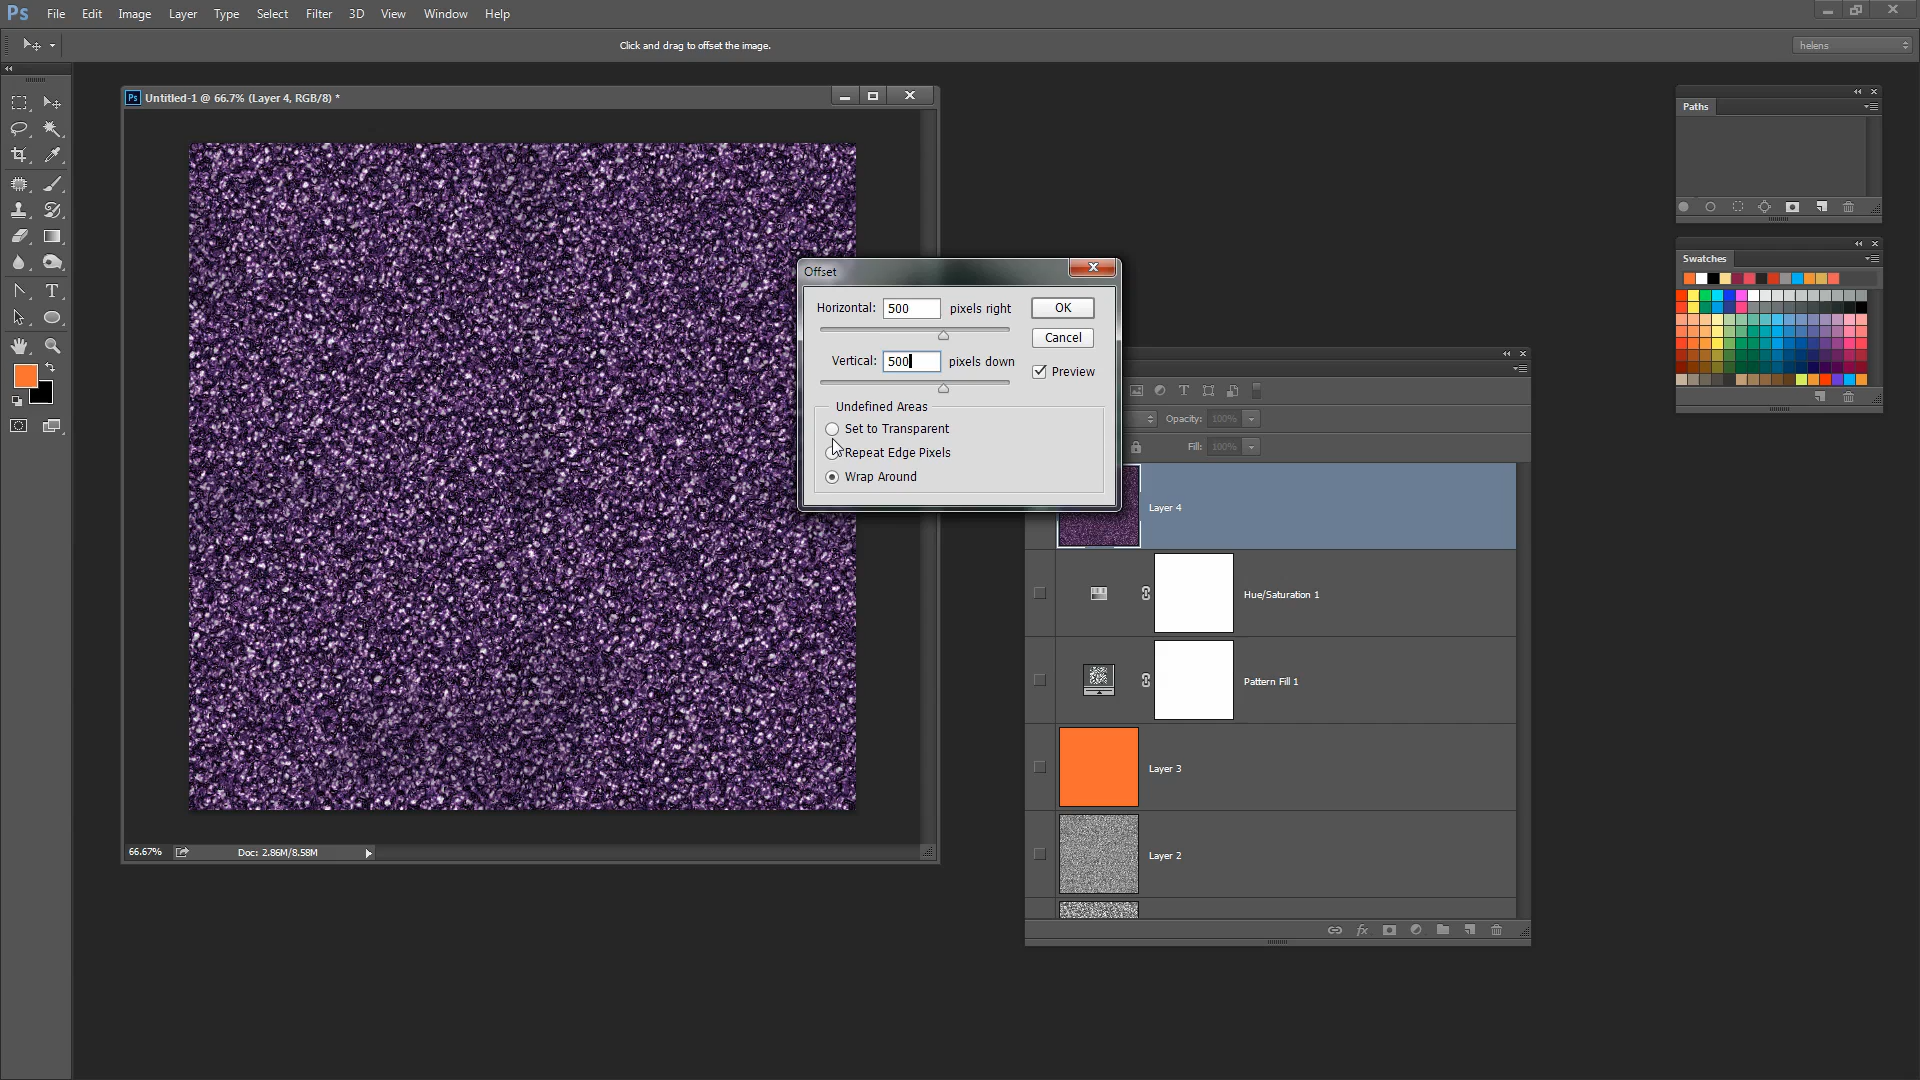 Ps File Edit Image Layer Type Select Filter 3D View Window Help
Click and drag to offset the image.
helens
Ps Untitled-1 @ 66.7% (Layer 4, RGB/8) *
Paths
Swatches
Offset
Horizontal: 500 pixels right OK
Cancel
Vertical: 500 pixels down
Preview
Undefined Areas
Set to Transparent
Repeat Edge Pixels
Wrap Around
Opacity: 100%
Fill: 100%
Layer 4
Hue/Saturation 1
Pattern Fill 1
Layer 3
Layer 2
66.67% Doc: 2.86M/8.58M